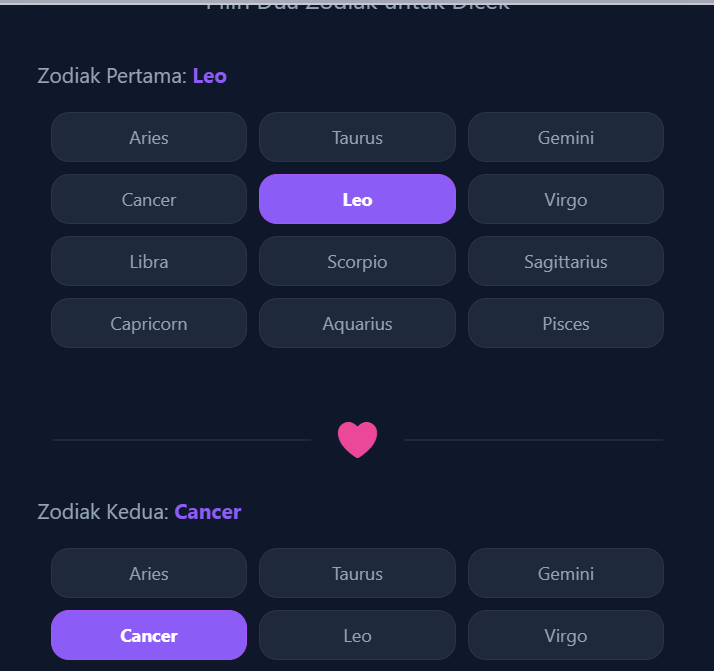 Pilih Dua Zodiak untuk Dicek
Zodiak Pertama: Leo
Aries Taurus Gemini
Cancer Leo Virgo
Libra Scorpio Sagittarius
Capricorn Aquarius Pisces
Zodiak Kedua: Cancer
Aries Taurus Gemini
Cancer Leo Virgo